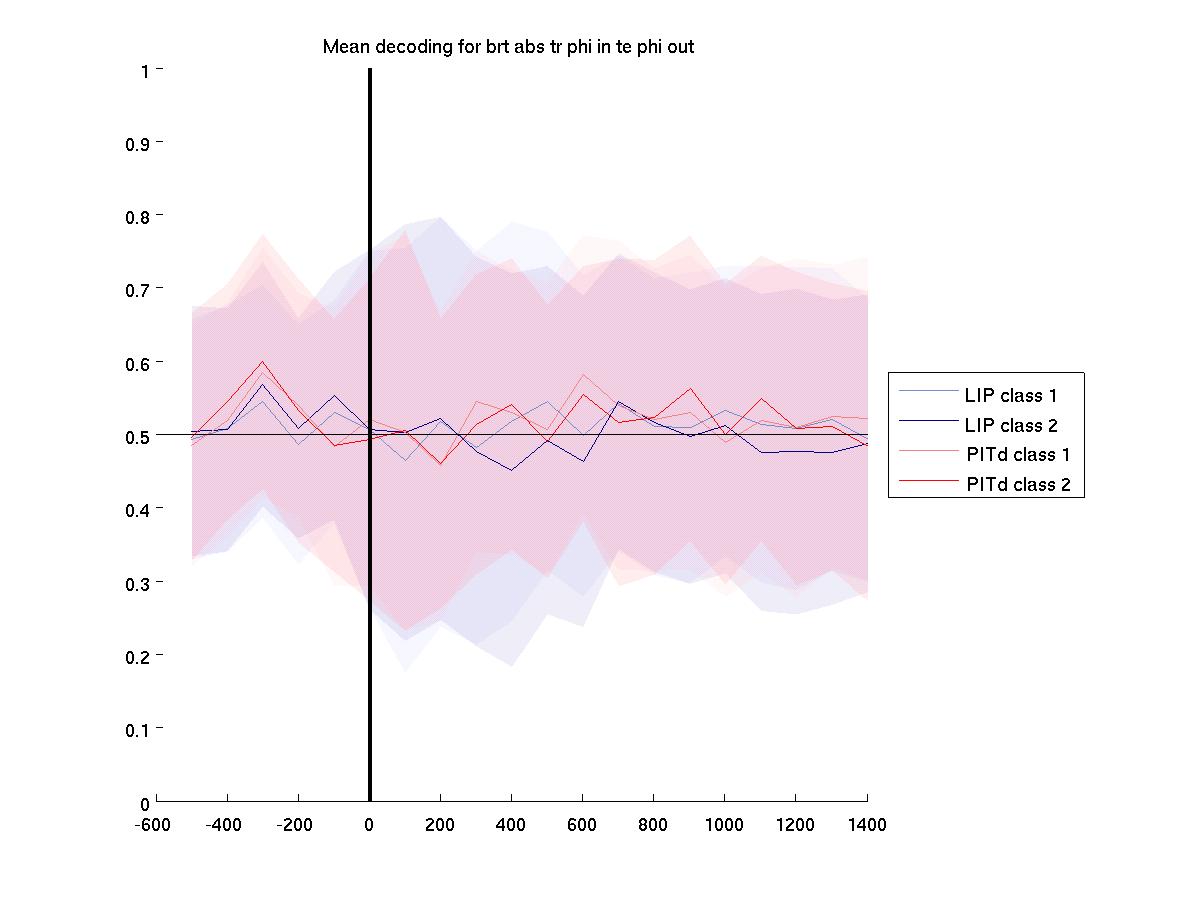 Mean decoding for brt abs tr phi in te phi out
1
0.9
0.8
0.7
0.6
0.5
0.4
0.3
0.2
0.1
0
-600 -400 -200 0 200 400 600 800 1000 1200 1400
LIP class 1
LIP class 2
PITd class 1
PITd class 2